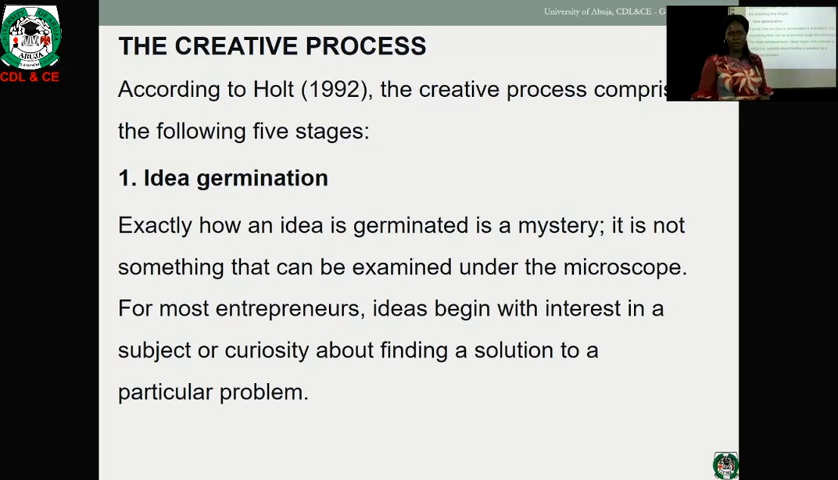 University of Abuja, CDL&CE - G
THE CREATIVE PROCESS
According to Holt (1992), the creative process compris
the following five stages:
1. Idea germination
Exactly how an idea is germinated is a mystery; it is not
something that can be examined under the microscope.
For most entrepreneurs, ideas begin with interest in a
subject or curiosity about finding a solution to a
particular problem.
ABUJA
CDL & CE